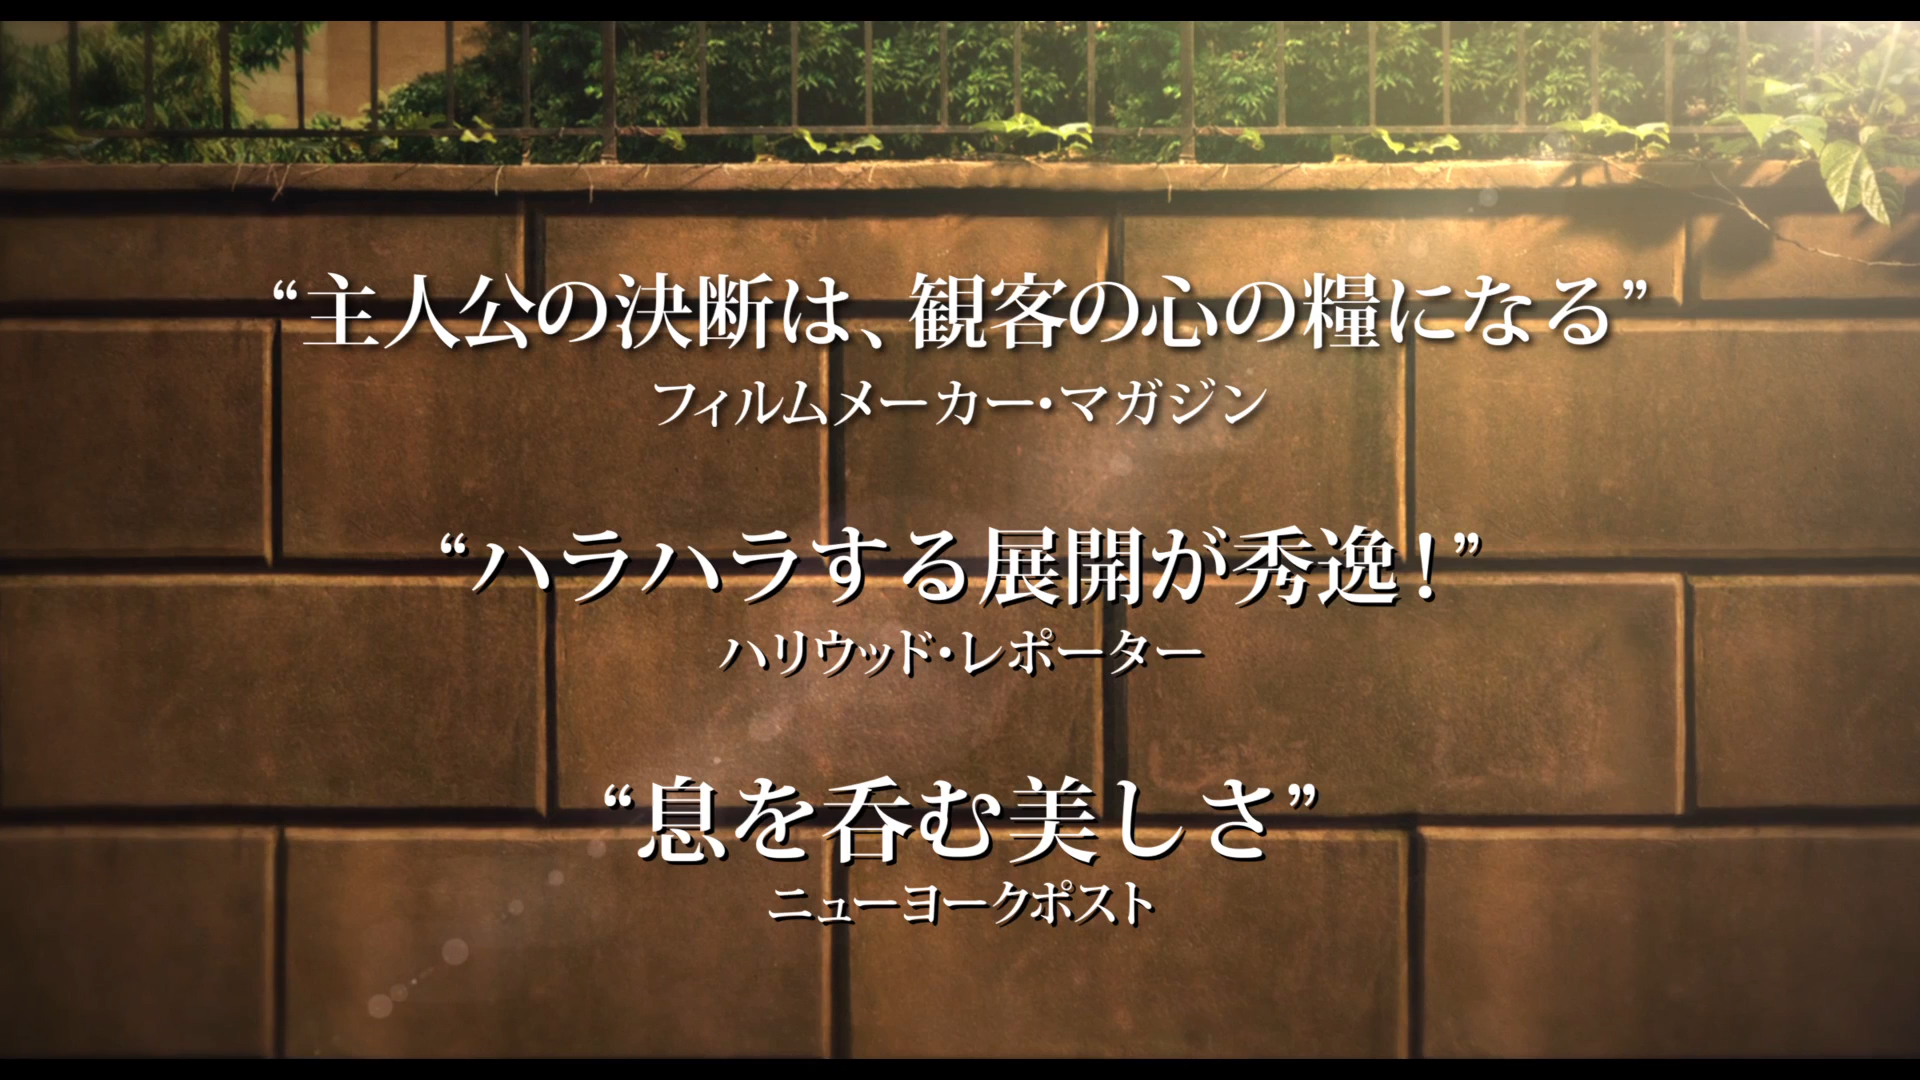 “主人公の決断は、観客の心の糧になる”
フィルムメーカー・マガジン
“ハラハラする展開が秀逸！”
ハリウッド・レポーター
“息を呑む美しさ”
ニューヨークポスト